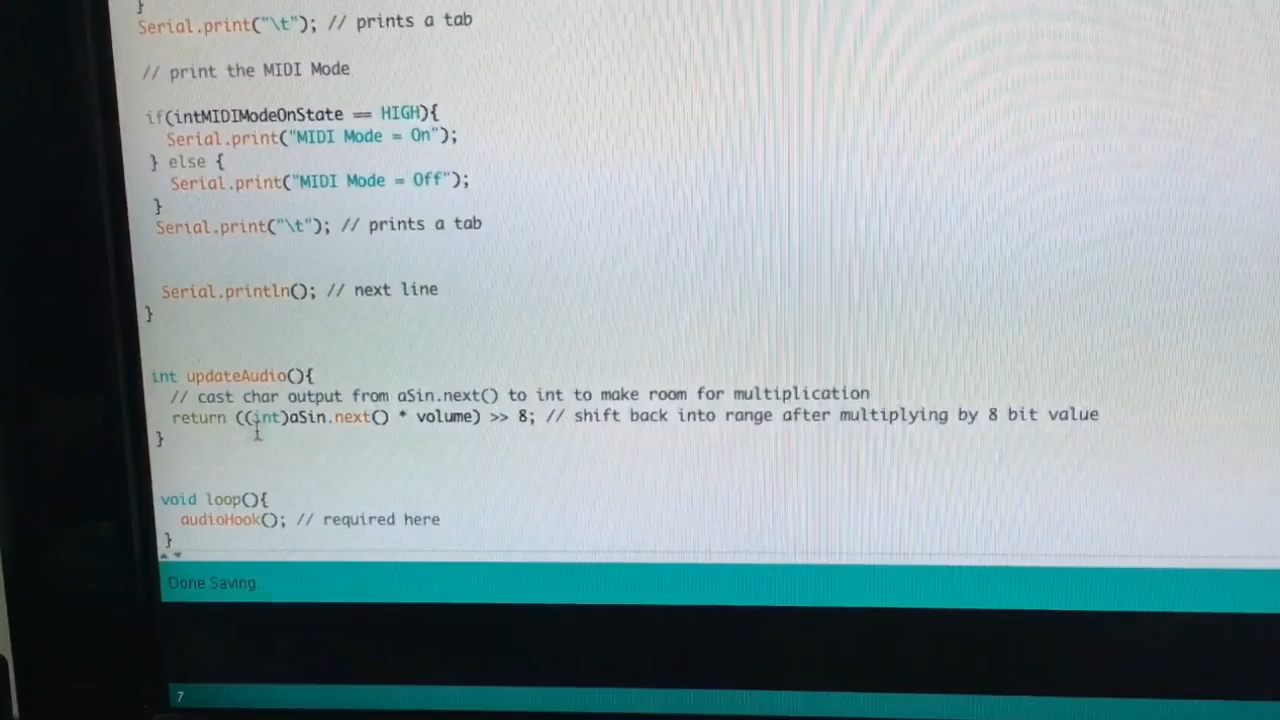 }
Serial.print("\t"); // prints a tab
// print the MIDI Mode
if(intMIDIModeOnState == HIGH){
Serial.print("MIDI Mode = On");
} else {
Serial.print("MIDI Mode = Off");
}
Serial.print("\t"); // prints a tab
Serial.println(); // next line
}
int updateAudio(){
// cast char output from aSin.next() to int to make room for multiplication
return ((int)aSin.next() * volume) >> 8; // shift back into range after multiplying by 8 bit value
}
void loop(){
audioHook(); // required here
}
Done Saving.
7